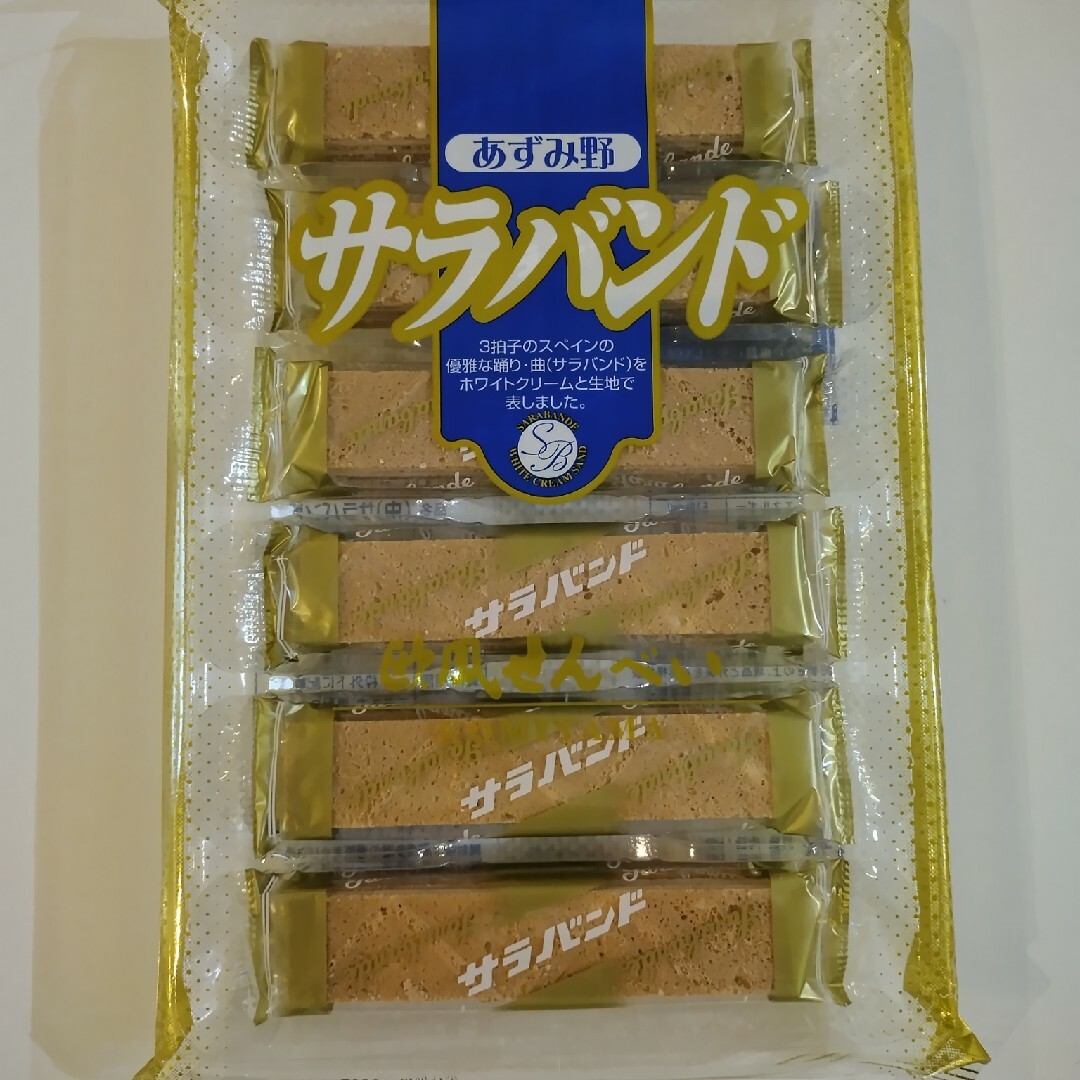 あずみ野
サラバンド
3拍子のスペインの
優雅な踊り・曲(サラバンド)を
ホワイトクリームと生地で
表しました。
SARABANDE
SB
WHITE CREAM SAND
サラバンド
欧風せんべい
サラバンド
サラバンド